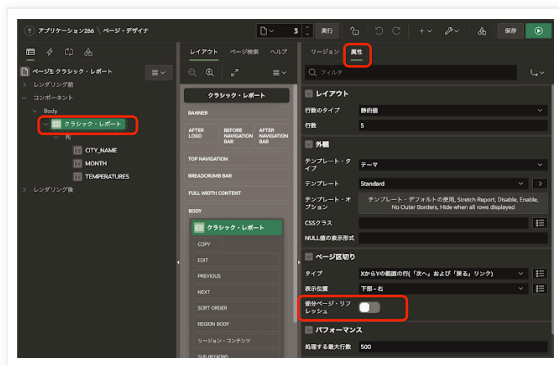 アプリケーション266 \ ページ・デザイナ
3
実行
保存
ページ3: クラシック・レポート
レンダリング前
コンポーネント
Body
クラシック・レポート
列
CITY_NAME
MONTH
TEMPERATURES
レンダリング後
レイアウト ページ検索 ヘルプ
クラシック・レポート
BANNER
AFTER LOGO
BEFORE NAVIGATION BAR
AFTER NAVIGATION BAR
TOP NAVIGATION
BREADCRUMB BAR
FULL WIDTH CONTENT
BODY
クラシック・レポート
COPY
EDIT
PREVIOUS
NEXT
SORT ORDER
REGION BODY
リージョン・コンテンツ
SUB REGIONS
リージョン 属性
フィルタ
レイアウト
行数のタイプ 静的値
行数 5
外観
テンプレート・タ
イプ
テーマ
テンプレート Standard
テンプレート・オ
プション
テンプレート・デフォルトの使用, Stretch Report, Disable, Enable,
No Outer Borders, Hide when all rows displayed
CSSクラス
NULL値の表示形式
ページ区切り
タイプ XからYの範囲の行(「次へ」および「戻る」リンク)
表示位置 下部 - 右
部分ページ・リフ
レッシュ
パフォーマンス
処理する最大行数 500